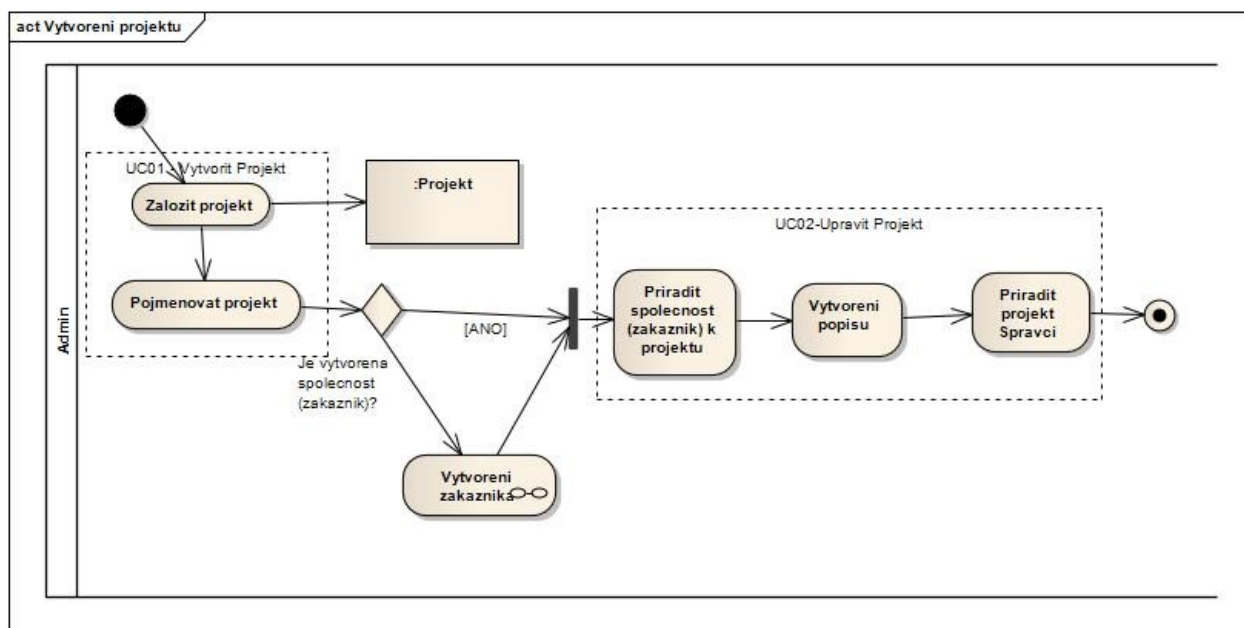 act Vytvoreni projektu
Admin
UC01 - Vytvorit Projekt
Zalozit projekt
:Projekt
Pojmenovat projekt
Je vytvorena
spolecnost
(zakaznik)?
[ANO]
Vytvoreni
zakaznika
UC02-Upravit Projekt
Priradit
spolecnost
(zakaznik) k
projektu
Vytvoreni
popisu
Priradit
projekt
Spravci